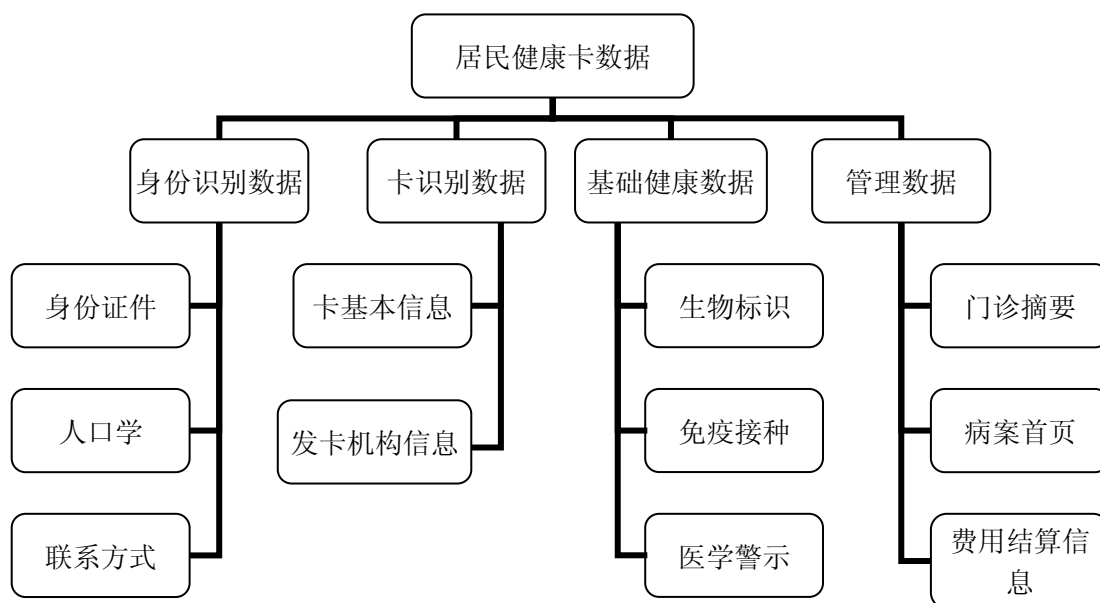 居民健康卡数据
身份识别数据
卡识别数据
基础健康数据
管理数据
身份证件
卡基本信息
生物标识
门诊摘要
人口学
发卡机构信息
免疫接种
病案首页
联系方式
医学警示
费用结算信
息